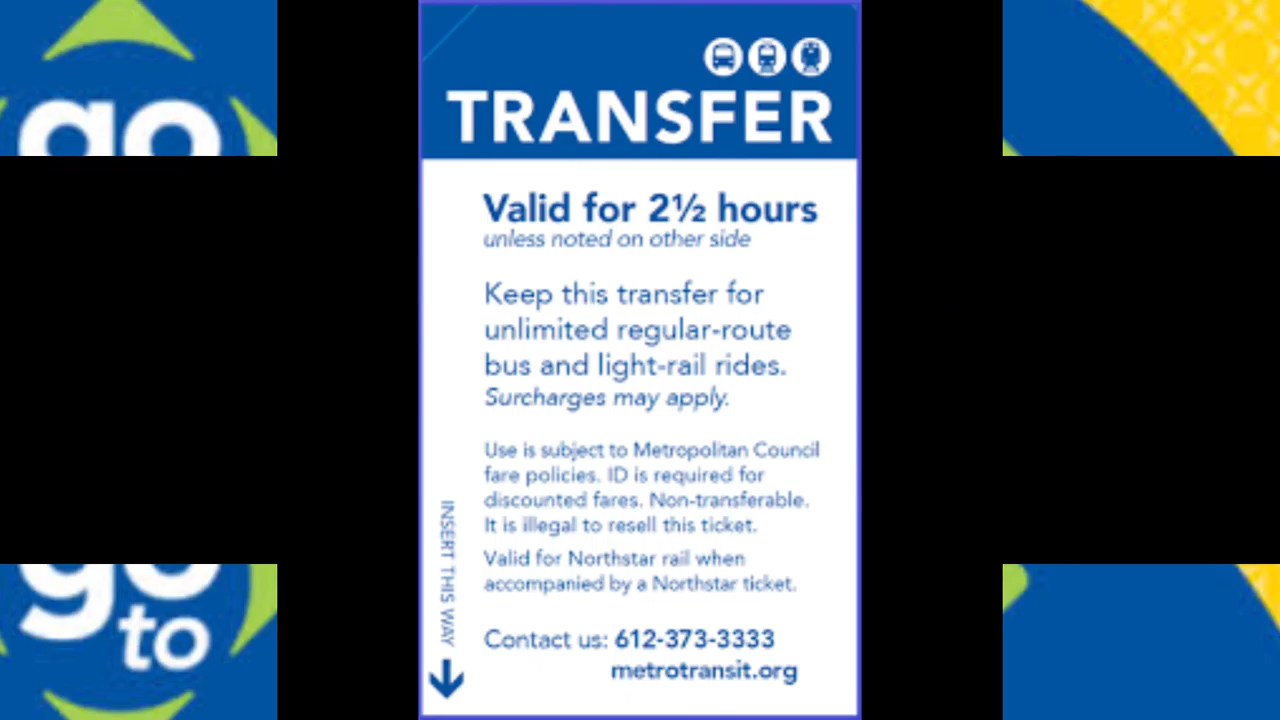 go
TRANSFER
Valid for 2½ hours
unless noted on other side
Keep this transfer for
unlimited regular-route
bus and light-rail rides.
Surcharges may apply.
Use is subject to Metropolitan Council
fare policies. ID is required for
discounted fares. Non-transferable.
It is illegal to resell this ticket.
Valid for Northstar rail when
accompanied by a Northstar ticket.
INSERT THIS WAY
Contact us: 612-373-3333
metrotransit.org
go
to